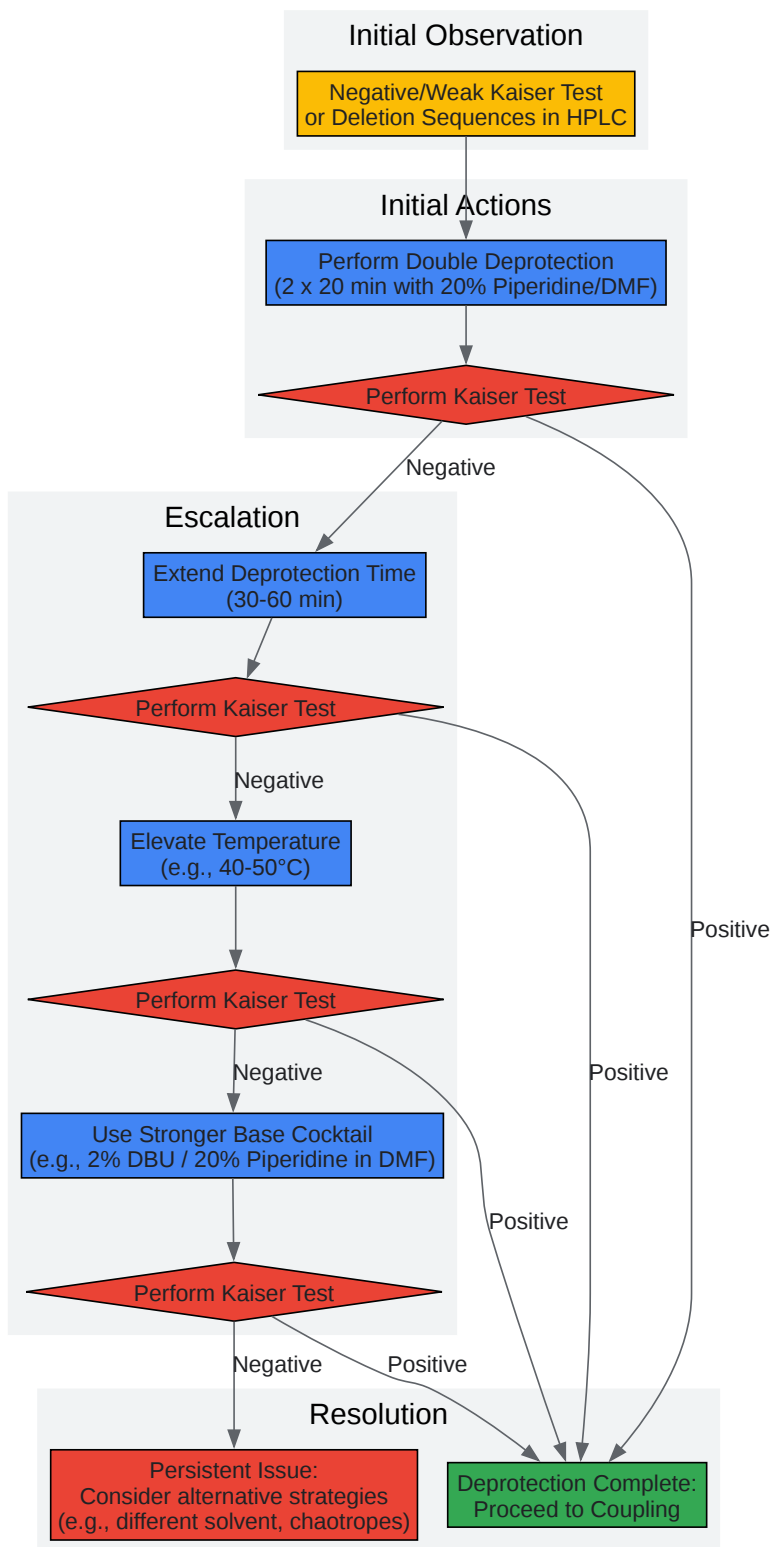 Initial Observation
Negative/Weak Kaiser Test
or Deletion Sequences in HPLC
Initial Actions
Perform Double Deprotection
(2 x 20 min with 20% Piperidine/DMF)
Perform Kaiser Test
Negative
Escalation
Extend Deprotection Time
(30-60 min)
Perform Kaiser Test
Negative
Elevate Temperature
(e.g., 40-50°C)
Positive
Perform Kaiser Test
Negative
Positive
Use Stronger Base Cocktail
(e.g., 2% DBU / 20% Piperidine in DMF)
Positive
Perform Kaiser Test
Negative
Positive
Resolution
Persistent Issue:
Consider alternative strategies
(e.g., different solvent, chaotropes)
Deprotection Complete:
Proceed to Coupling